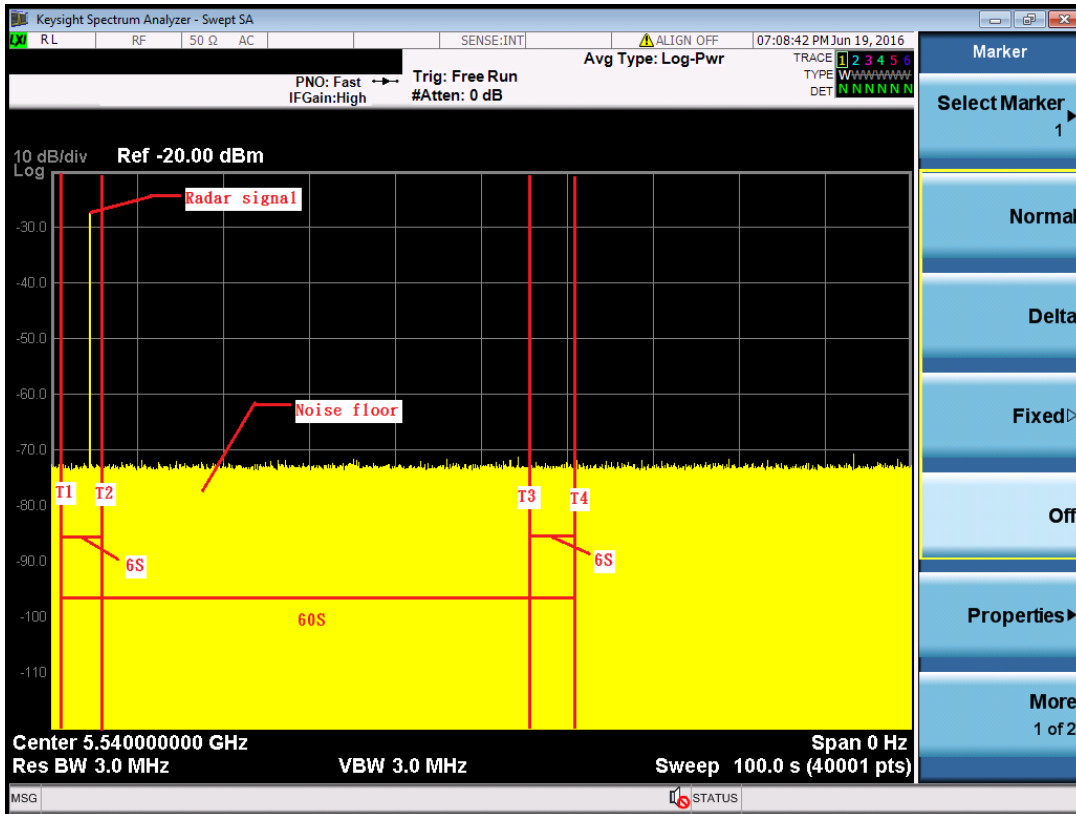 Keysight Spectrum Analyzer - Swept SA
LXI RL RF 50 Ω AC SENSE:INT ALIGN OFF 07:08:42 PM Jun 19, 2016
Avg Type: Log-Pwr
TRACE 1 2 3 4 5 6
TYPE WWWWWW
DET N N N N N N
PNO: Fast
IFGain:High
Trig: Free Run
#Atten: 0 dB
10 dB/div Ref -20.00 dBm
Log
Radar signal
-30.0
-40.0
-50.0
-60.0
Noise floor
-70.0
T1 T2 T3 T4
-80.0
-90.0
6S 6S
60S
-100
-110
Center 5.540000000 GHz Span 0 Hz
Res BW 3.0 MHz VBW 3.0 MHz Sweep 100.0 s (40001 pts)
MSG STATUS
Marker
Select Marker
1
Normal
Delta
Fixed
Off
Properties
More
1 of 2